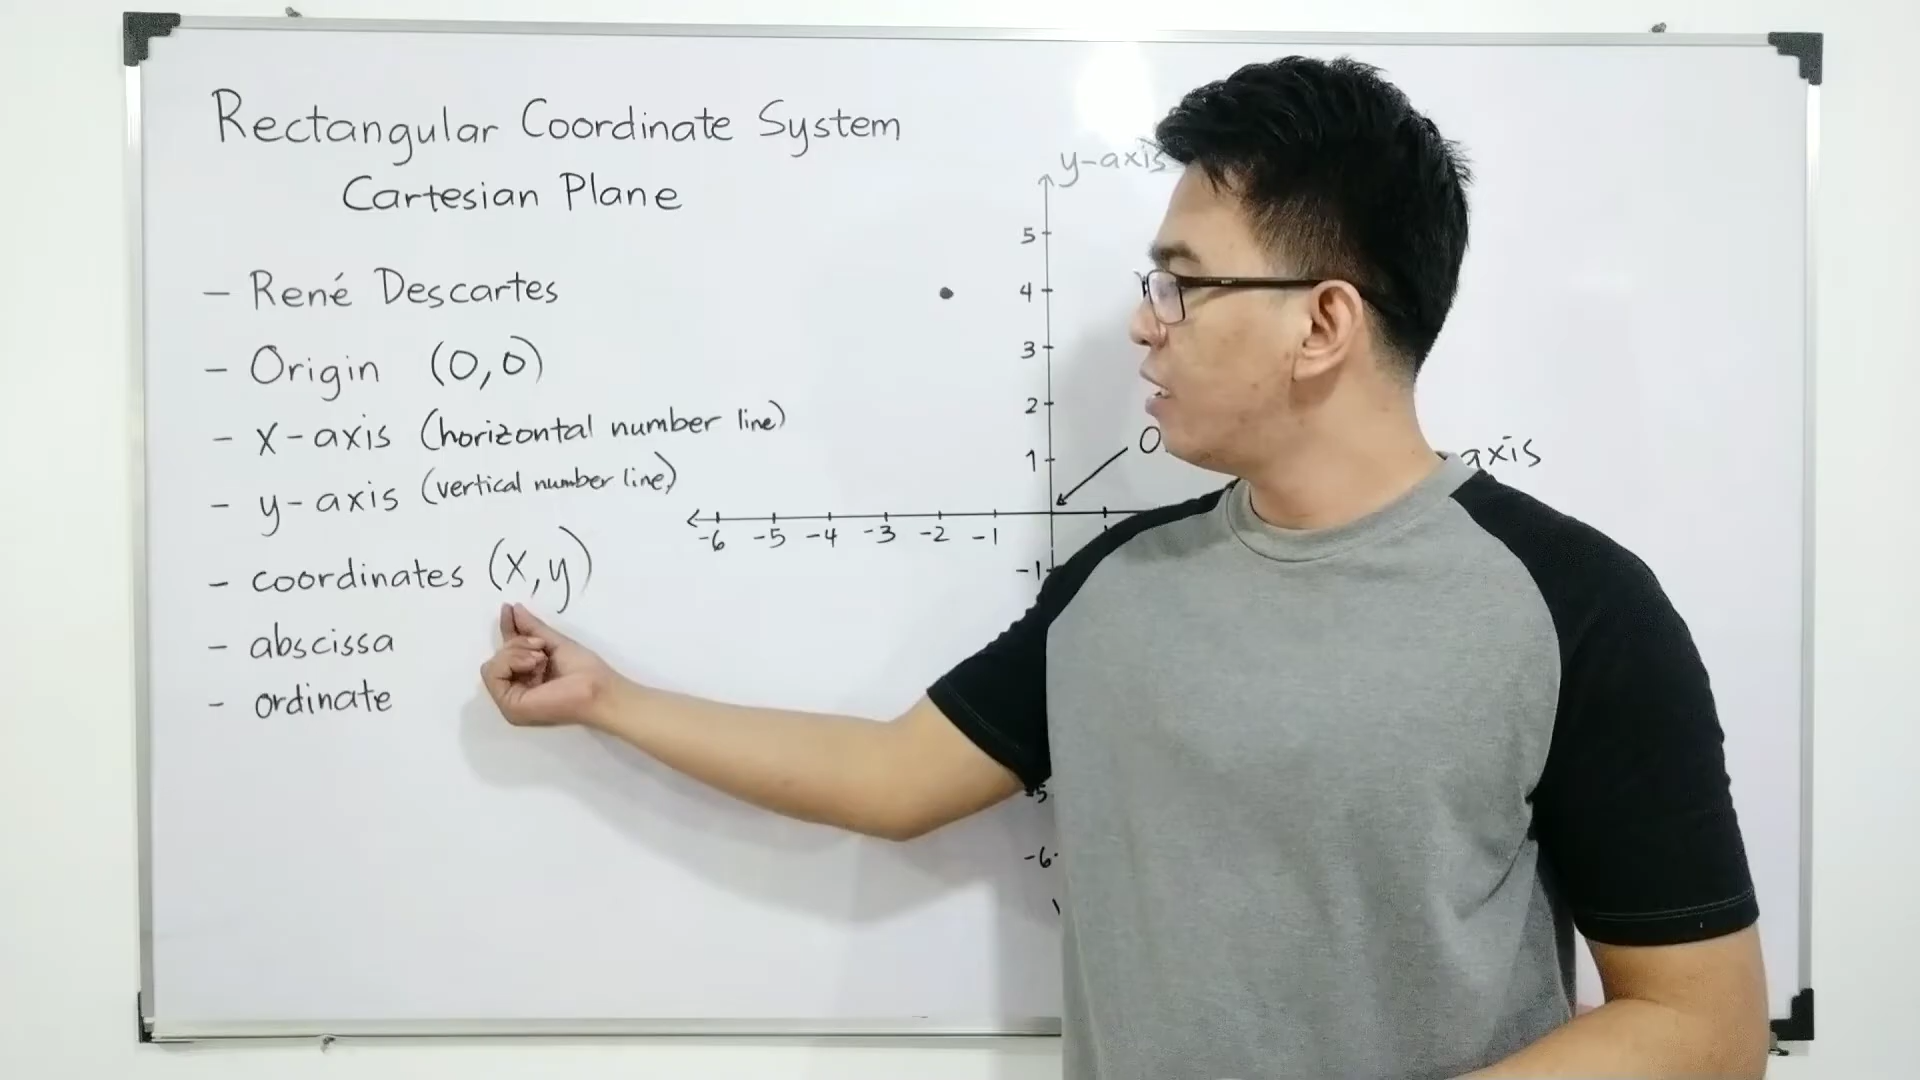 Rectangular Coordinate System
Cartesian Plane
- René Descartes
- Origin (0,0)
- x-axis (horizontal number line)
- y-axis (vertical number line)
- coordinates (x,y)
- abscissa
- ordinate
y-axis
5
4
3
2
1
axis
-6 -5 -4 -3 -2 -1
-1
-5
-6